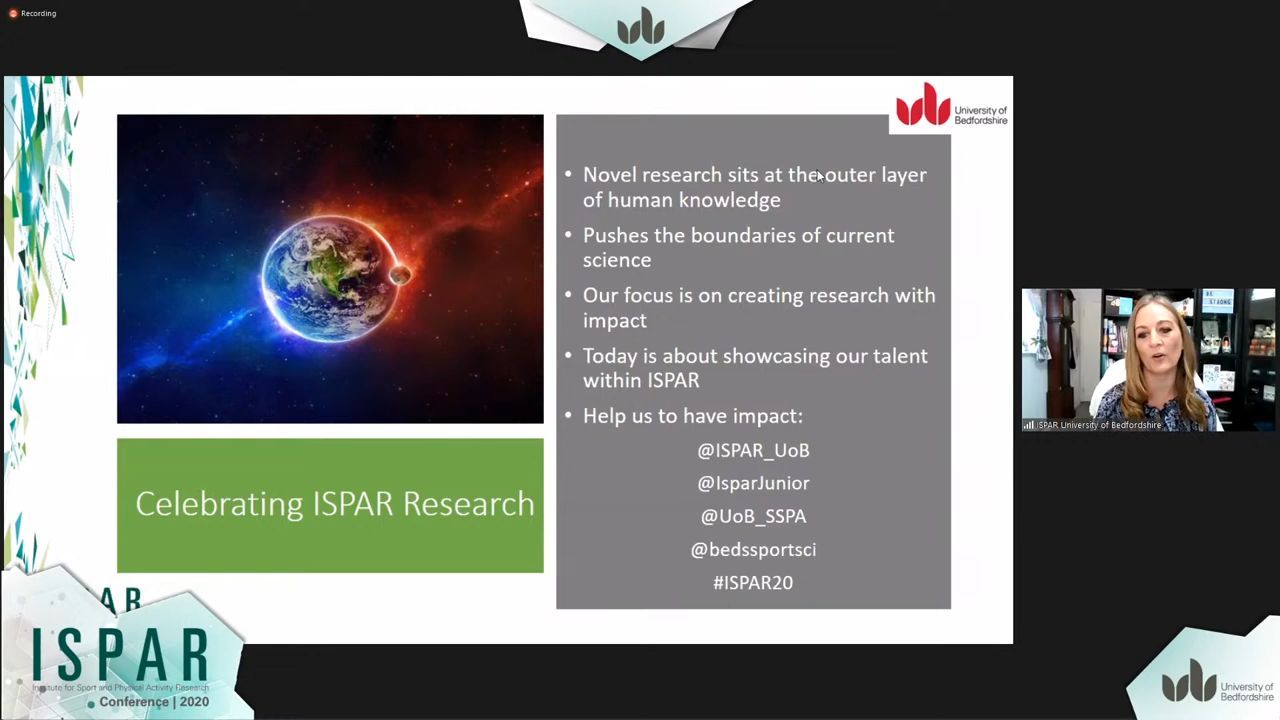 Recording
University of
Bedfordshire
• Novel research sits at the outer layer
of human knowledge
• Pushes the boundaries of current
science
• Our focus is on creating research with
impact
• Today is about showcasing our talent
within ISPAR
• Help us to have impact:
@ISPAR_UoB
@IsparJunior
@UoB_SSPA
@bedssportsci
#ISPAR20
Celebrating ISPAR Research
BE
STRONG
ISPAR University of Bedfordshire
AR
ISPAR
Institute for Sport and Physical Activity Research
Conference | 2020
University of
Bedfordshire